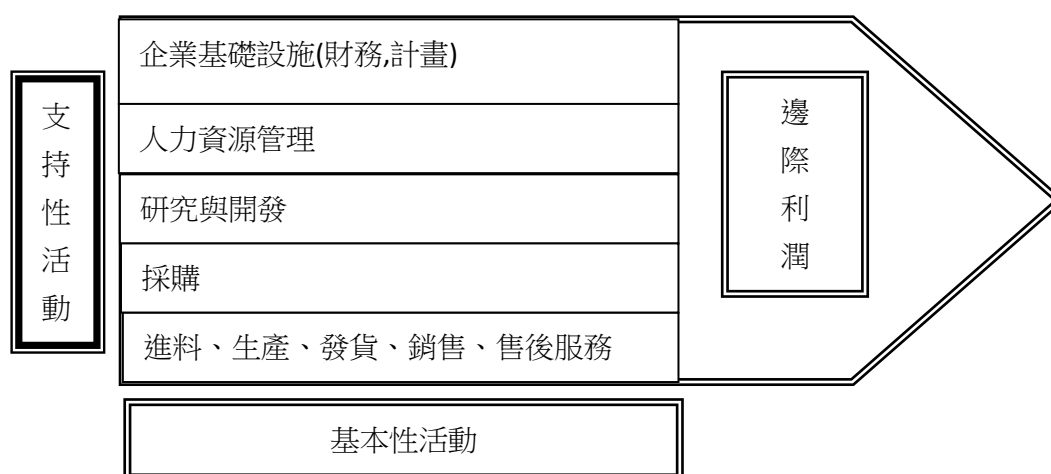 企業基礎設施(財務,計畫)
人力資源管理
研究與開發
採購
進料、生產、發貨、銷售、售後服務
支持性活動
邊際利潤
基本性活動